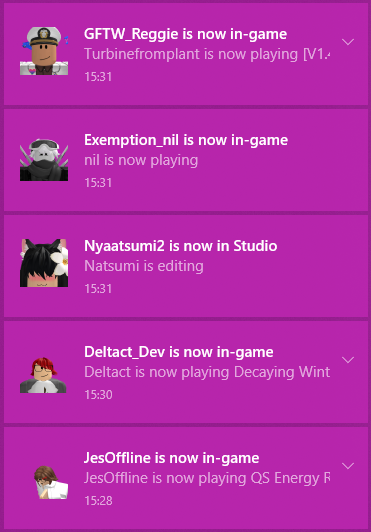 GFTW_Reggie is now in-game
Turbinefromplant is now playing [V1.4
15:31
Exemption_nil is now in-game
nil is now playing
15:31
Nyaatsumi2 is now in Studio
Natsumi is editing
15:31
Deltact_Dev is now in-game
Deltact is now playing Decaying Wint
15:30
JesOffline is now in-game
JesOffline is now playing QS Energy R
15:28